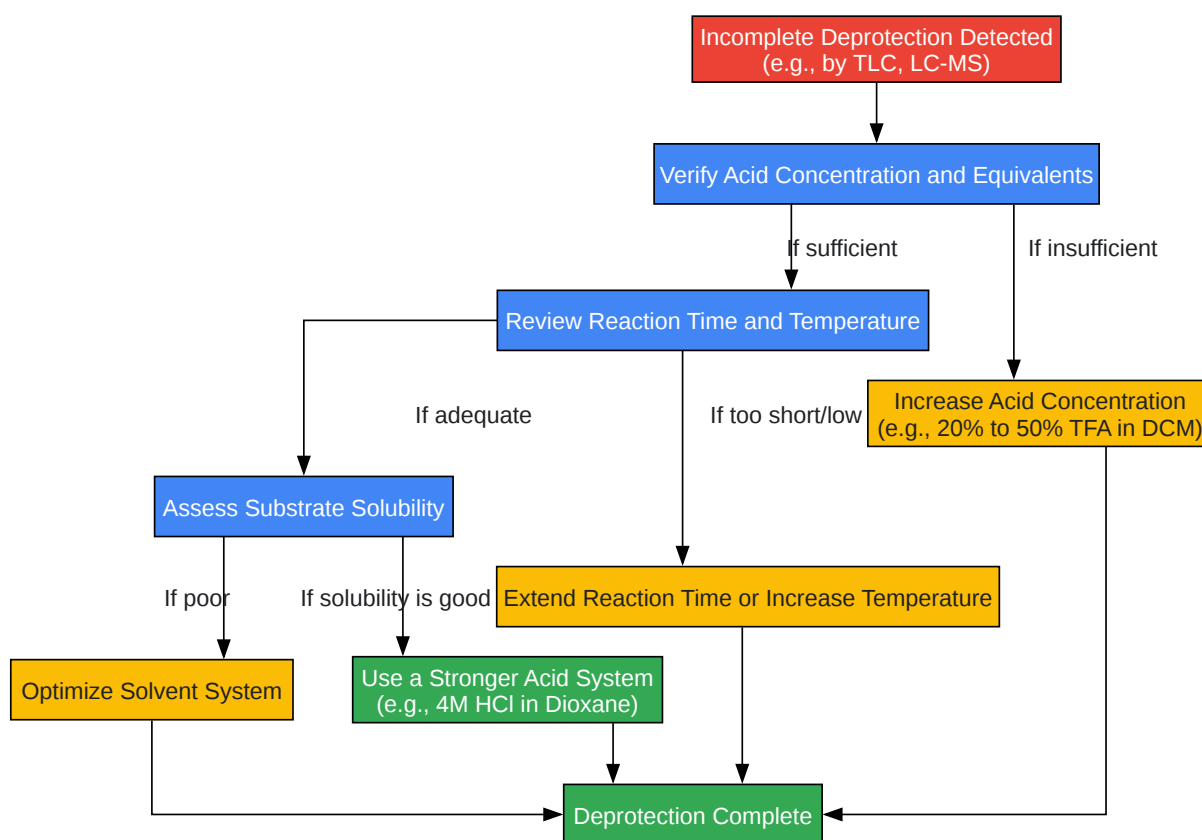 Incomplete Deprotection Detected
(e.g., by TLC, LC-MS)
Verify Acid Concentration and Equivalents
If sufficient
If insufficient
Review Reaction Time and Temperature
Increase Acid Concentration
(e.g., 20% to 50% TFA in DCM)
If adequate
If too short/low
Assess Substrate Solubility
If poor
If solubility is good
Extend Reaction Time or Increase Temperature
Optimize Solvent System
Use a Stronger Acid System
(e.g., 4M HCl in Dioxane)
Deprotection Complete